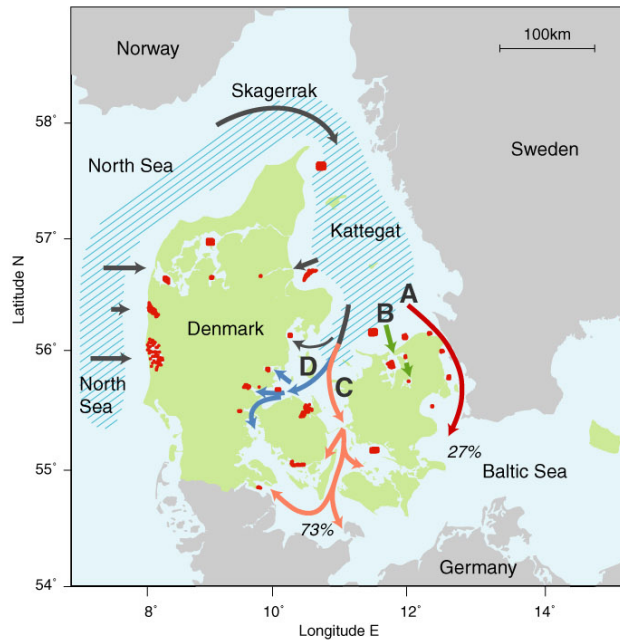 Norway
100km
Skagerrak
58˚
North Sea
Sweden
Kattegat
57˚
Latitude N
A
B
Denmark
56˚
D
C
North
Sea
27%
55˚
Baltic Sea
73%
Germany
54˚
8˚
10˚
12˚
14˚
Longitude E